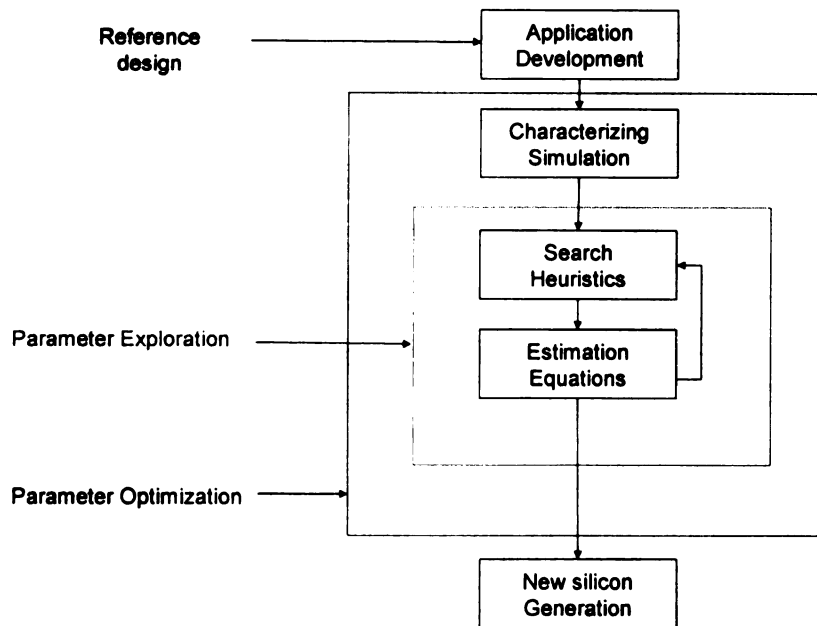 Reference
design
Application
Development
Characterizing
Simulation
Search
Heuristics
Parameter Exploration
Estimation
Equations
Parameter Optimization
New silicon
Generation